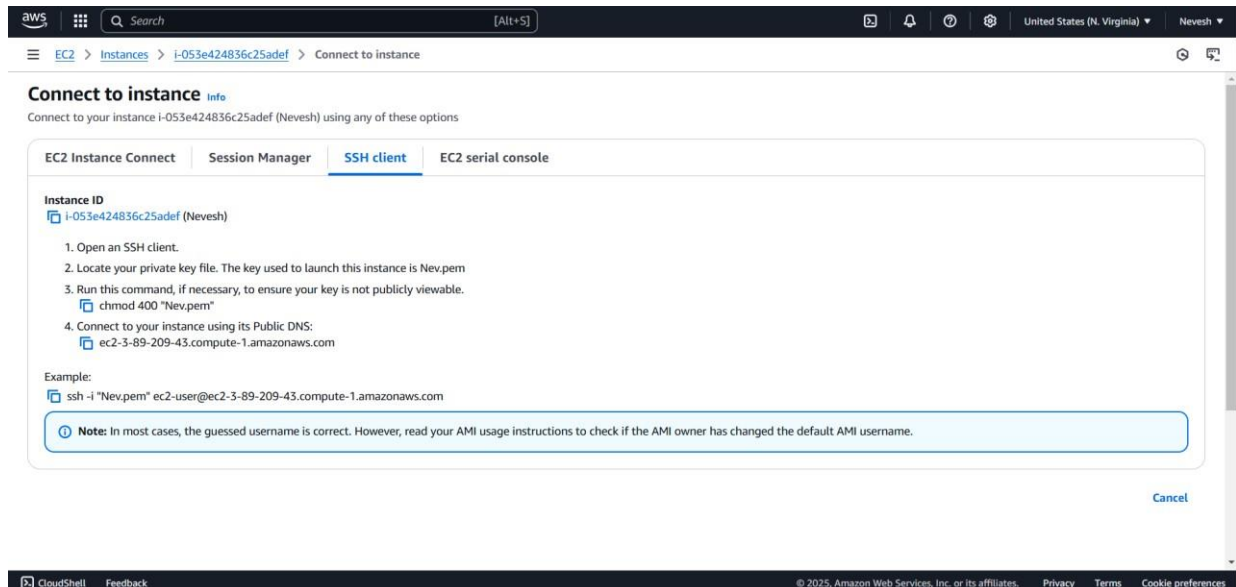 aws
Search [Alt+S] United States (N. Virginia) Nevesh
EC2 > Instances > i-053e424836c25adef > Connect to instance
Connect to instance Info
Connect to your instance i-053e424836c25adef (Nevesh) using any of these options
EC2 Instance Connect Session Manager SSH client EC2 serial console
Instance ID
i-053e424836c25adef (Nevesh)
1. Open an SSH client.
2. Locate your private key file. The key used to launch this instance is Nev.pem
3. Run this command, if necessary, to ensure your key is not publicly viewable.
chmod 400 "Nev.pem"
4. Connect to your instance using its Public DNS:
ec2-3-89-209-43.compute-1.amazonaws.com
Example:
ssh -i "Nev.pem" ec2-user@ec2-3-89-209-43.compute-1.amazonaws.com
Note: In most cases, the guessed username is correct. However, read your AMI usage instructions to check if the AMI owner has changed the default AMI username.
Cancel
CloudShell Feedback © 2025, Amazon Web Services, Inc. or its affiliates. Privacy Terms Cookie preferences